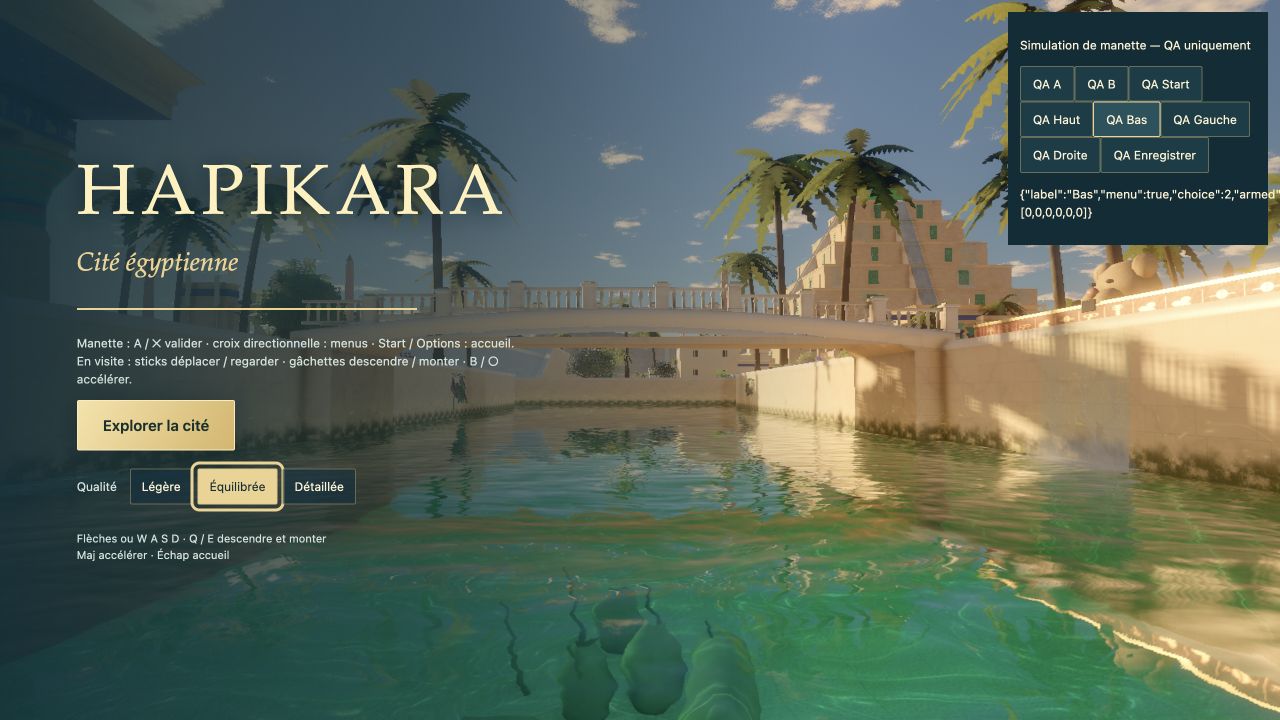 HAPIKARA
Cité égyptienne
Manette : A / ✕ valider · croix directionnelle : menus · Start / Options : accueil.
En visite : sticks déplacer / regarder · gâchettes descendre / monter · B / ○
accélérer.
Explorer la cité
Qualité Légère Équilibrée Détaillée
Flèches ou W A S D · Q / E descendre et monter
Maj accélérer · Échap accueil
Simulation de manette — QA uniquement
QA A QA B QA Start
QA Haut QA Bas QA Gauche
QA Droite QA Enregistrer
{"label":"Bas","menu":true,"choice":2,"armed"
[0,0,0,0,0,0]}